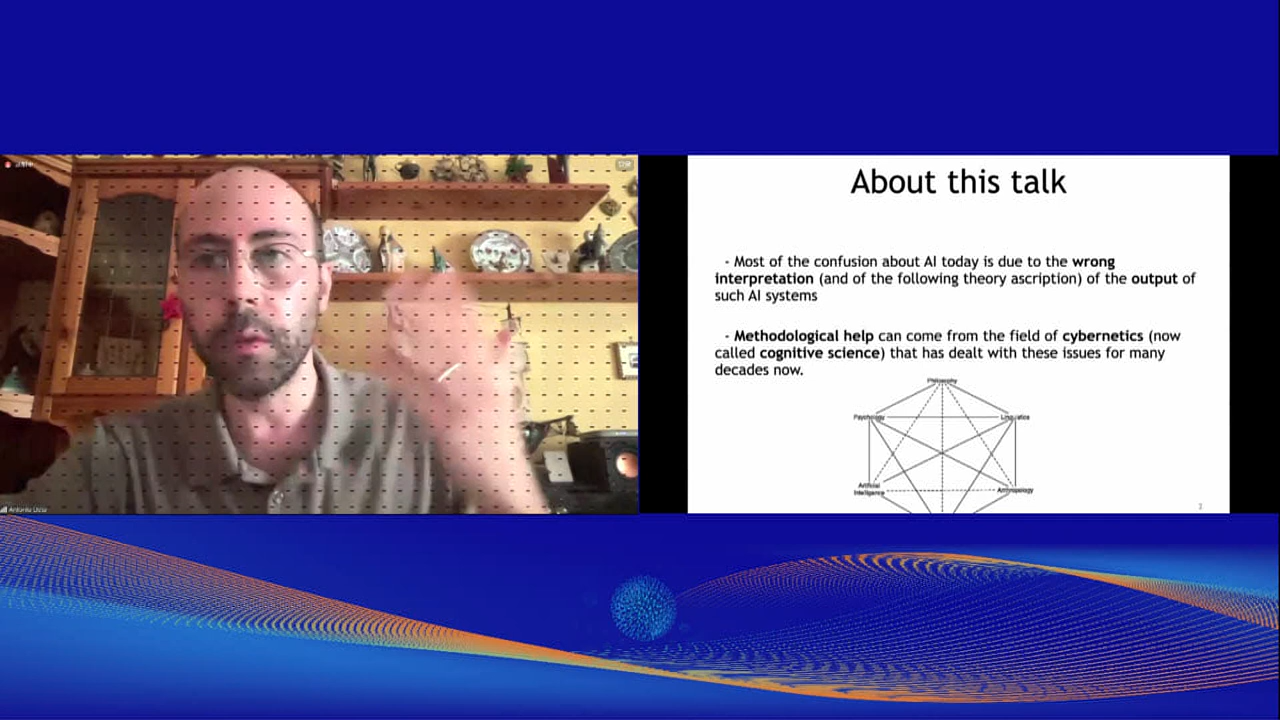 About this talk
- Most of the confusion about AI today is due to the wrong
interpretation (and of the following theory ascription) of the output of
such AI systems
- Methodological help can come from the field of cybernetics (now
called cognitive science) that has dealt with these issues for many
decades now.
Philosophy
Psychology
Linguistics
Artificial
Intelligence
Anthropology